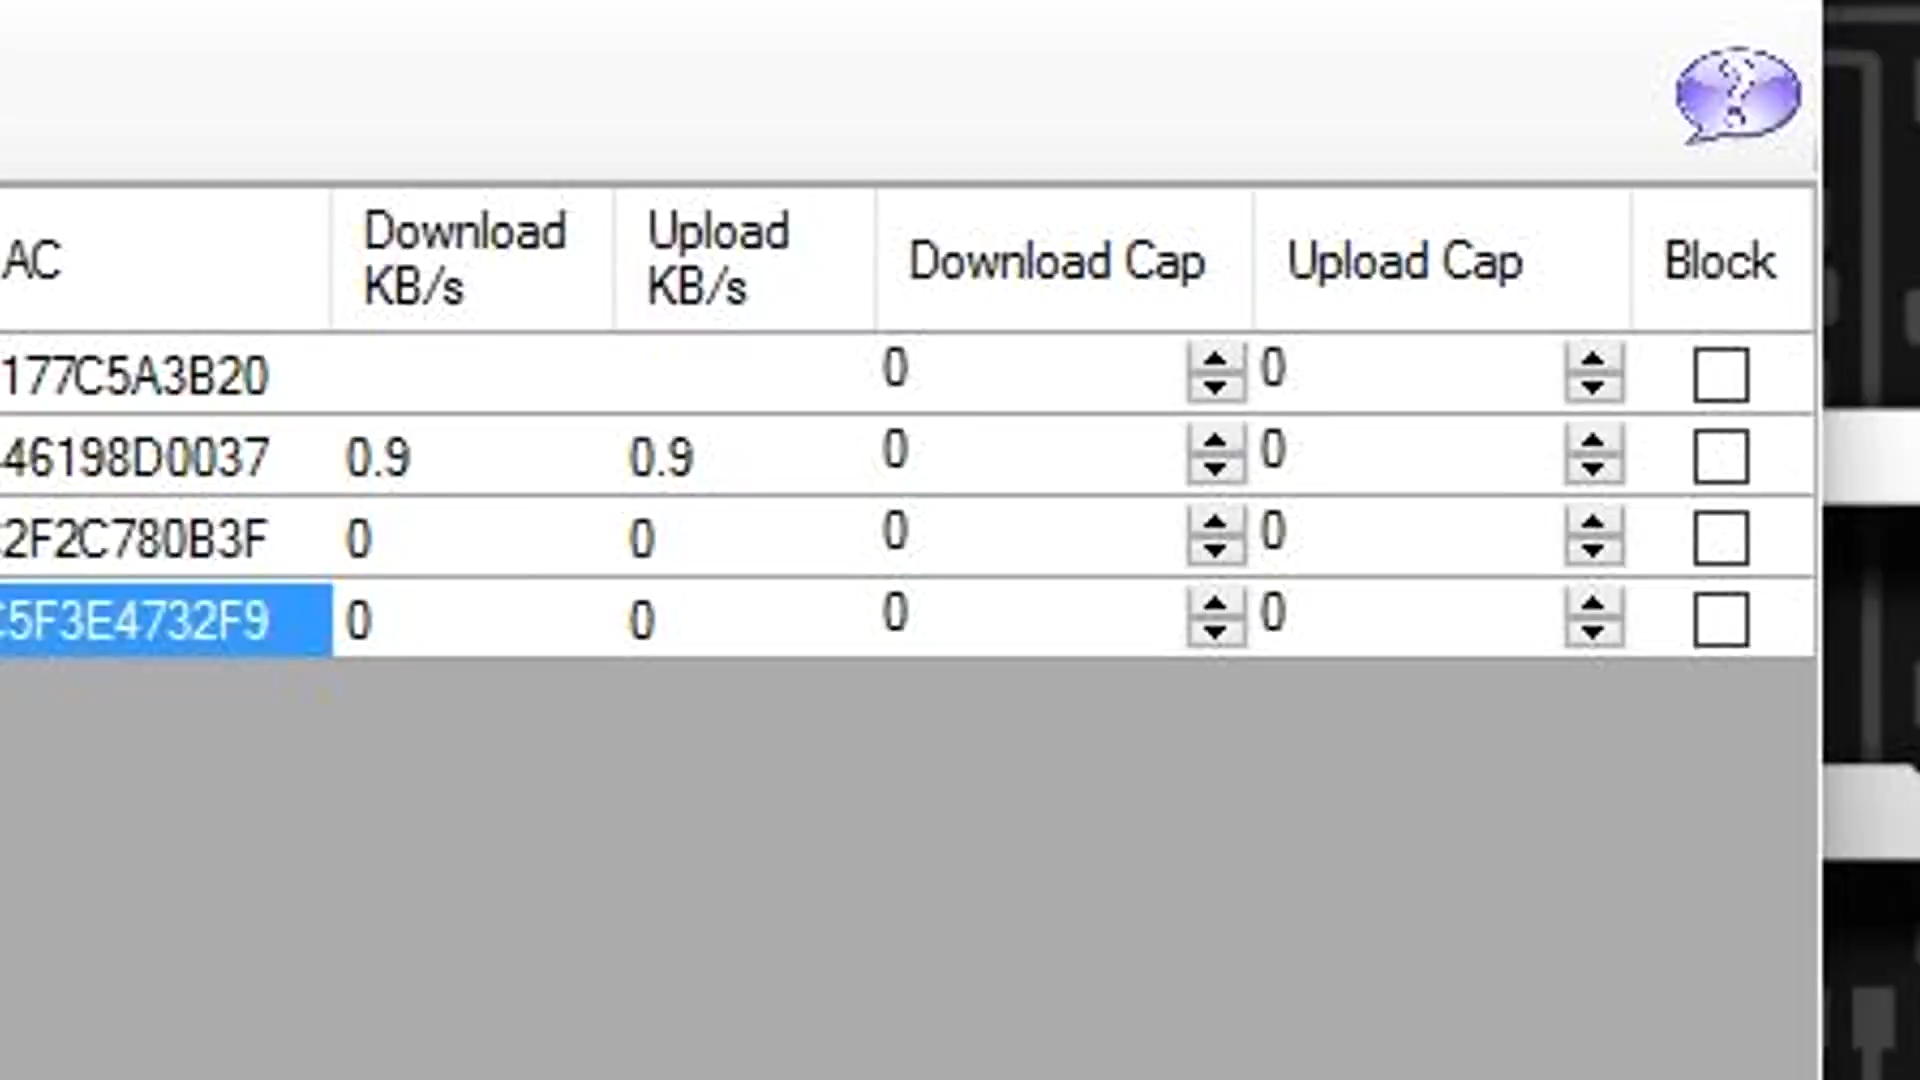 AC Download KB/s Upload KB/s Download Cap Upload Cap Block
177C5A3B20 0 0
46198D0037 0.9 0.9 0 0
2F2C780B3F 0 0 0 0
C5F3E4732F9 0 0 0 0